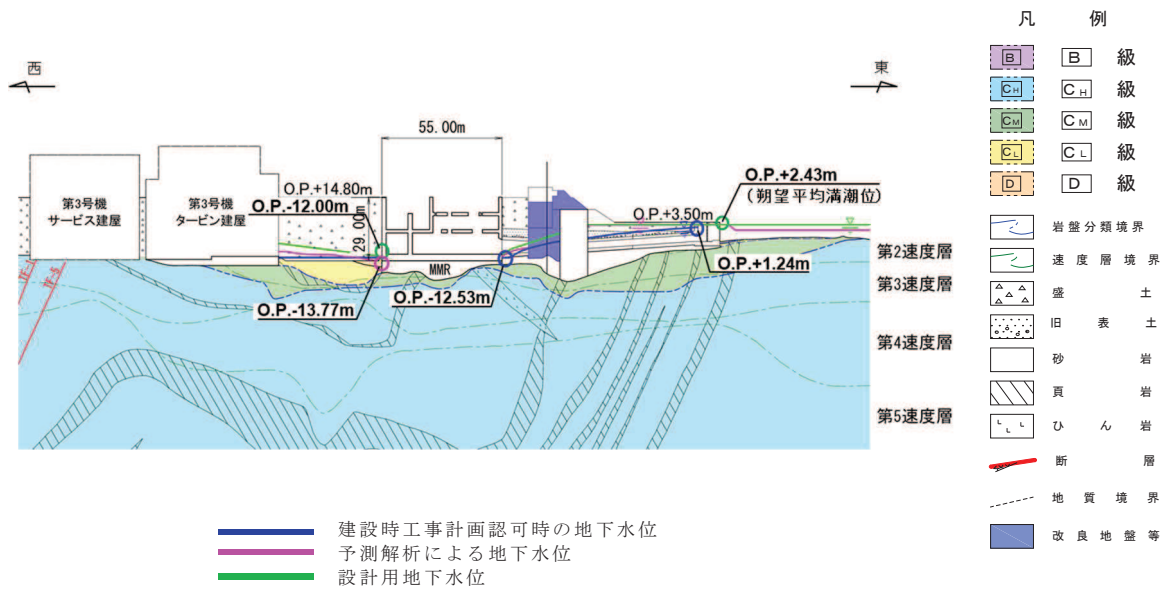 西
東
55.00m
第3号機
サービス建屋
第3号機
タービン建屋
O.P.+14.80m
O.P.-12.00m
29.00m
O.P.+2.43m
(朔望平均満潮位)
O.P.+3.50m
O.P.+1.24m
MMR
O.P.-12.53m
O.P.-13.77m
第2速度層
第3速度層
第4速度層
第5速度層
凡 例
B B 級
CH CH 級
CM CM 級
CL CL 級
D D 級
岩盤分類境界
速度層境界
盛 土
旧 表 土
砂 岩
頁 岩
ひ ん 岩
断 層
地 質 境 界
改 良 地 盤 等
建設時工事計画認可時の地下水位
予測解析による地下水位
設計用地下水位